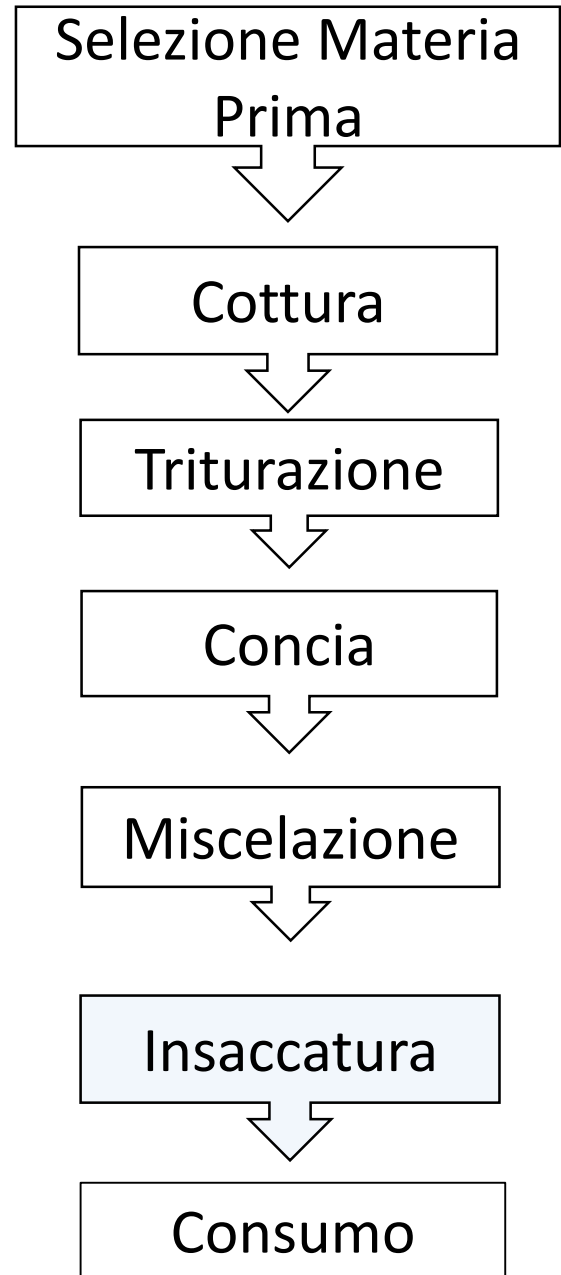 Selezione Materia
Prima
Cottura
Triturazione
Concia
Miscelazione
Insaccatura
Consumo